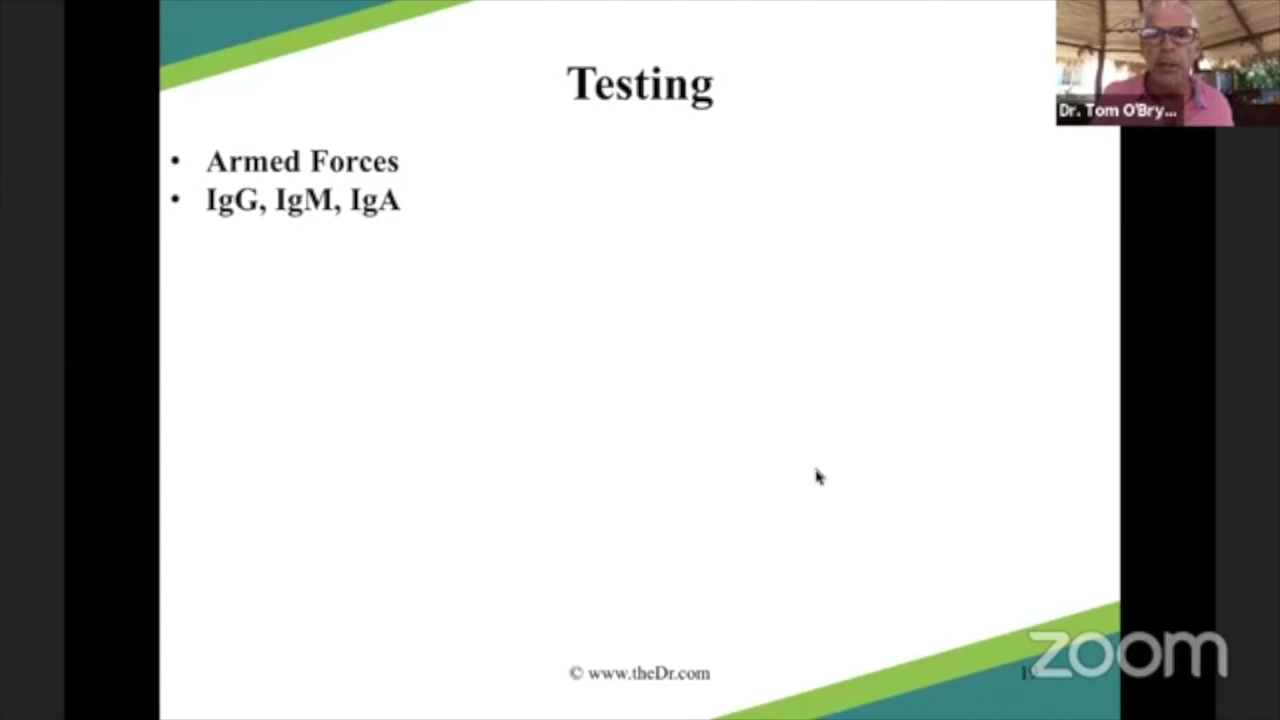 Testing
Dr. Tom O'Bry...
• Armed Forces
• IgG, IgM, IgA
© www.theDr.com
zoom